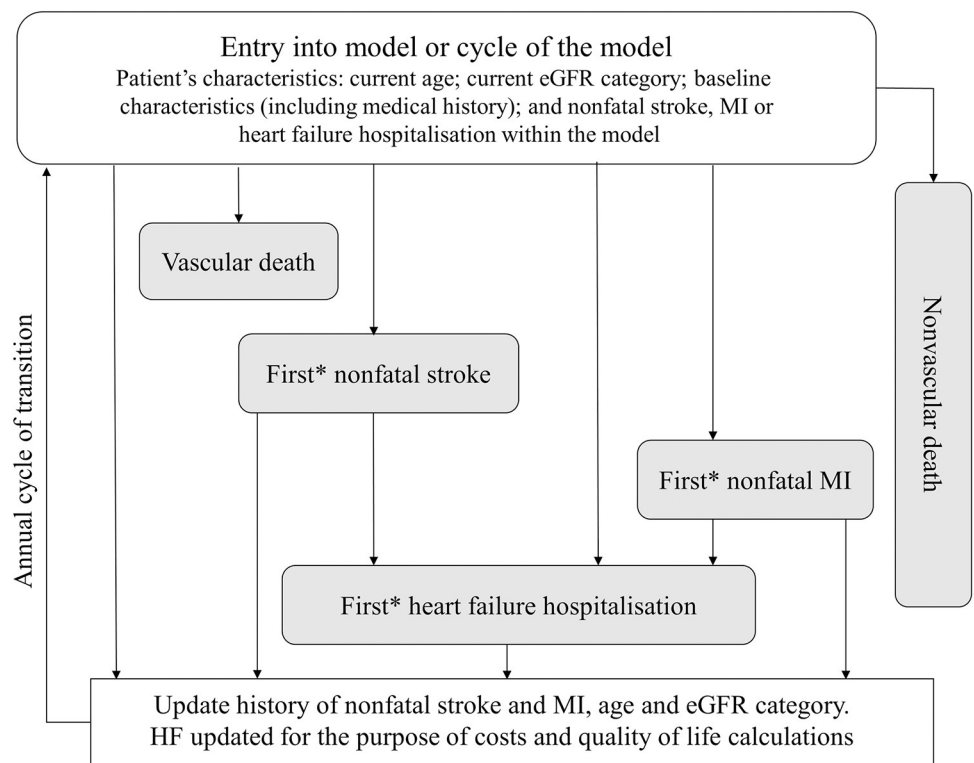 Entry into model or cycle of the model
Patient's characteristics: current age; current eGFR category; baseline
characteristics (including medical history); and nonfatal stroke, MI or
heart failure hospitalisation within the model
Vascular death
First* nonfatal stroke
First* nonfatal MI
Nonvascular death
First* heart failure hospitalisation
Annual cycle of transition
Update history of nonfatal stroke and MI, age and eGFR category.
HF updated for the purpose of costs and quality of life calculations